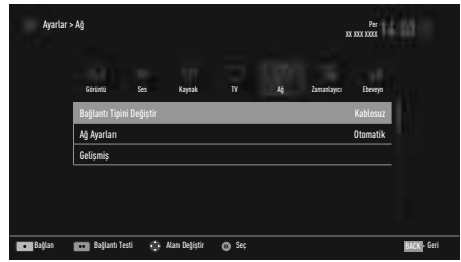 Ayarlar > Ağ
Per
XX XXX XXXX
Görüntü Ses Kaynak TV Ağ Zamanlayıcı Ebeveyn
Bağlantı Tipini Değiştir Kablosuz
Ağ Ayarları Otomatik
Gelişmiş
Bağlan Bağlantı Testi Alanı Değiştir Seç BACK Geri